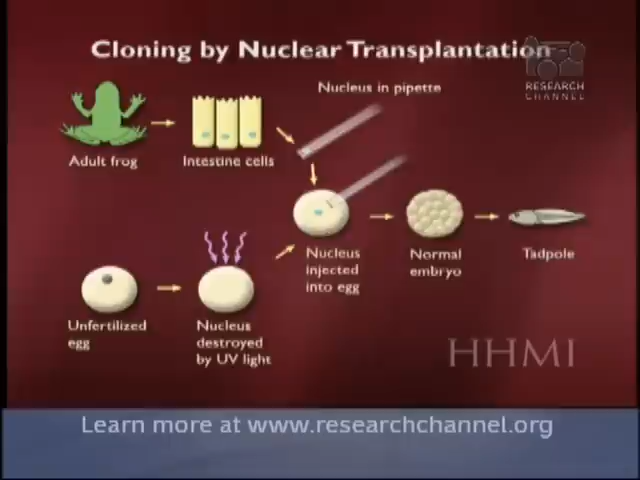 Cloning by Nuclear Transplantation
RESEARCH
CHANNEL
Nucleus in pipette
Adult frog
Intestine cells
Nucleus
injected
into egg
Normal
embryo
Tadpole
Unfertilized
egg
Nucleus
destroyed
by UV light
HHMI
Learn more at www.researchchannel.org